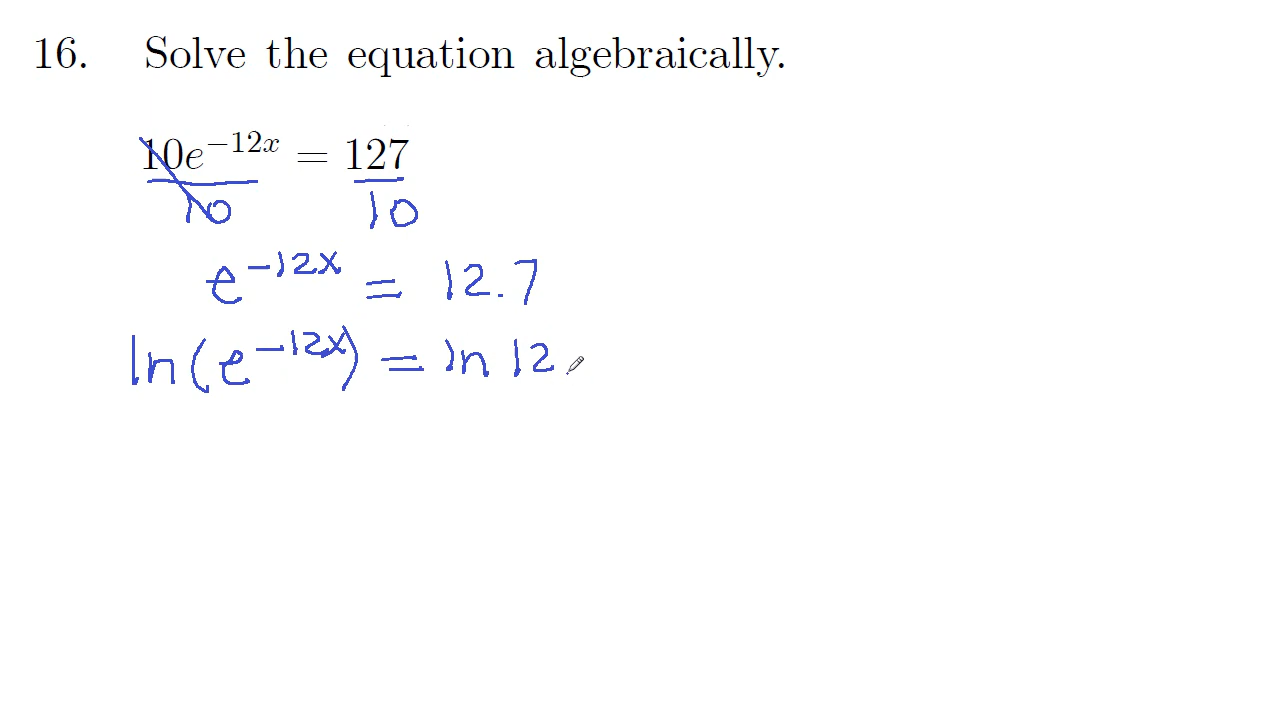 16. Solve the equation algebraically.
10e^{-12x} = 127
10 10
e^{-12x} = 12.7
ln(e^{-12x}) = ln 12